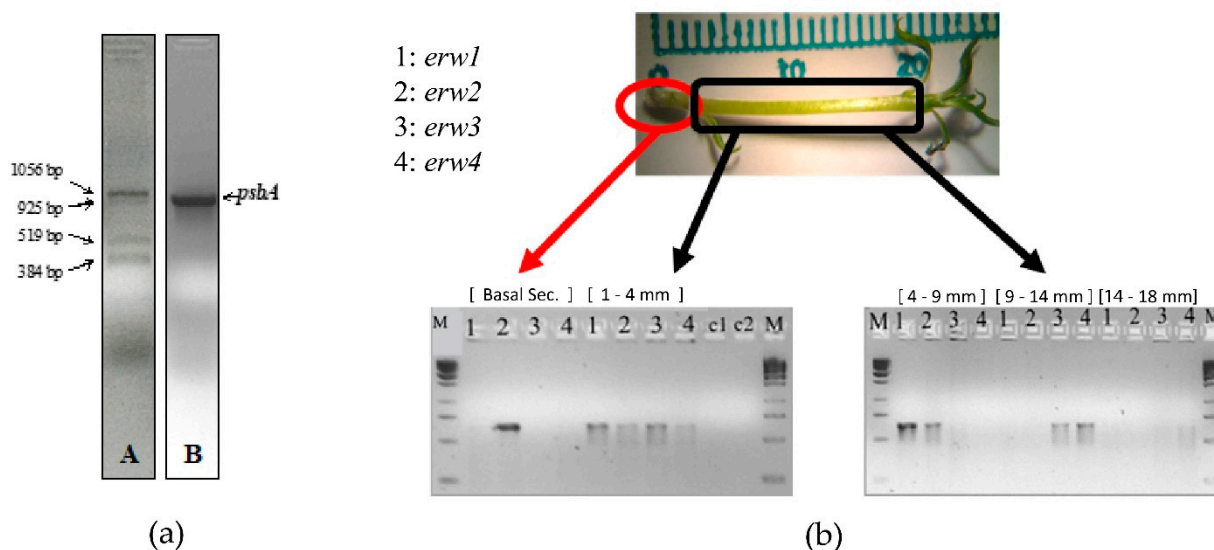 1056 bp
925 bp
519 bp
384 bp
psbA
A
B
(a)
1: erw1
2: erw2
3: erw3
4: erw4
0 10 20
[ Basal Sec. ] [ 1 - 4 mm ]
M 1 2 3 4 1 2 3 4 c1 c2 M
[ 4 - 9 mm ] [ 9 - 14 mm ] [14 - 18 mm]
M 1 2 3 4 1 2 3 4 1 2 3 4 M
(b)